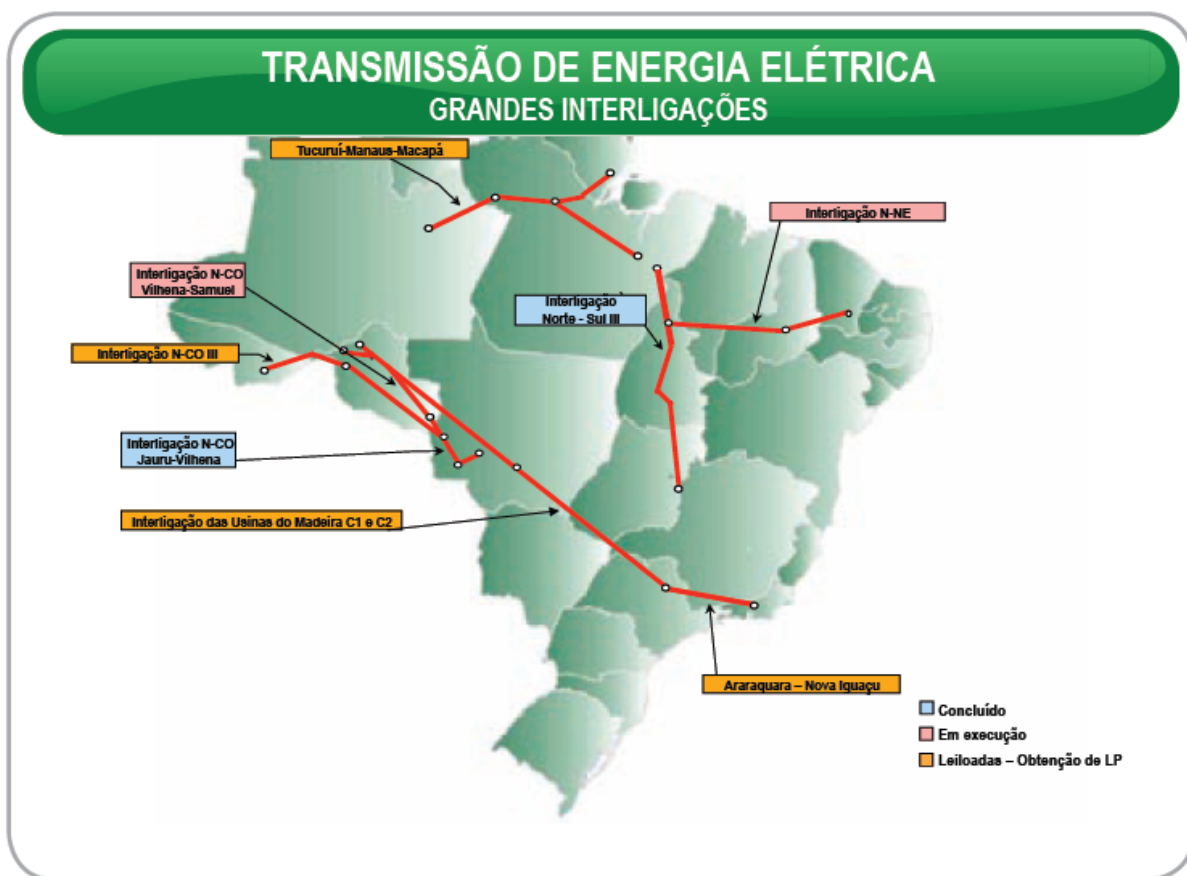 TRANSMISSÃO DE ENERGIA ELÉTRICA
GRANDES INTERLIGAÇÕES
Tucuruí-Manaus-Macapá
Interligação N-NE
Interligação N-CO
Vilhena-Samuel
Interligação
Norte - Sul III
Interligação N-CO III
Interligação N-CO
Jauru-Vilhena
Interligação das Usinas do Madeira C1 e C2
Araraquara – Nova Iguaçu
Concluído
Em execução
Leiloadas – Obtenção de LP